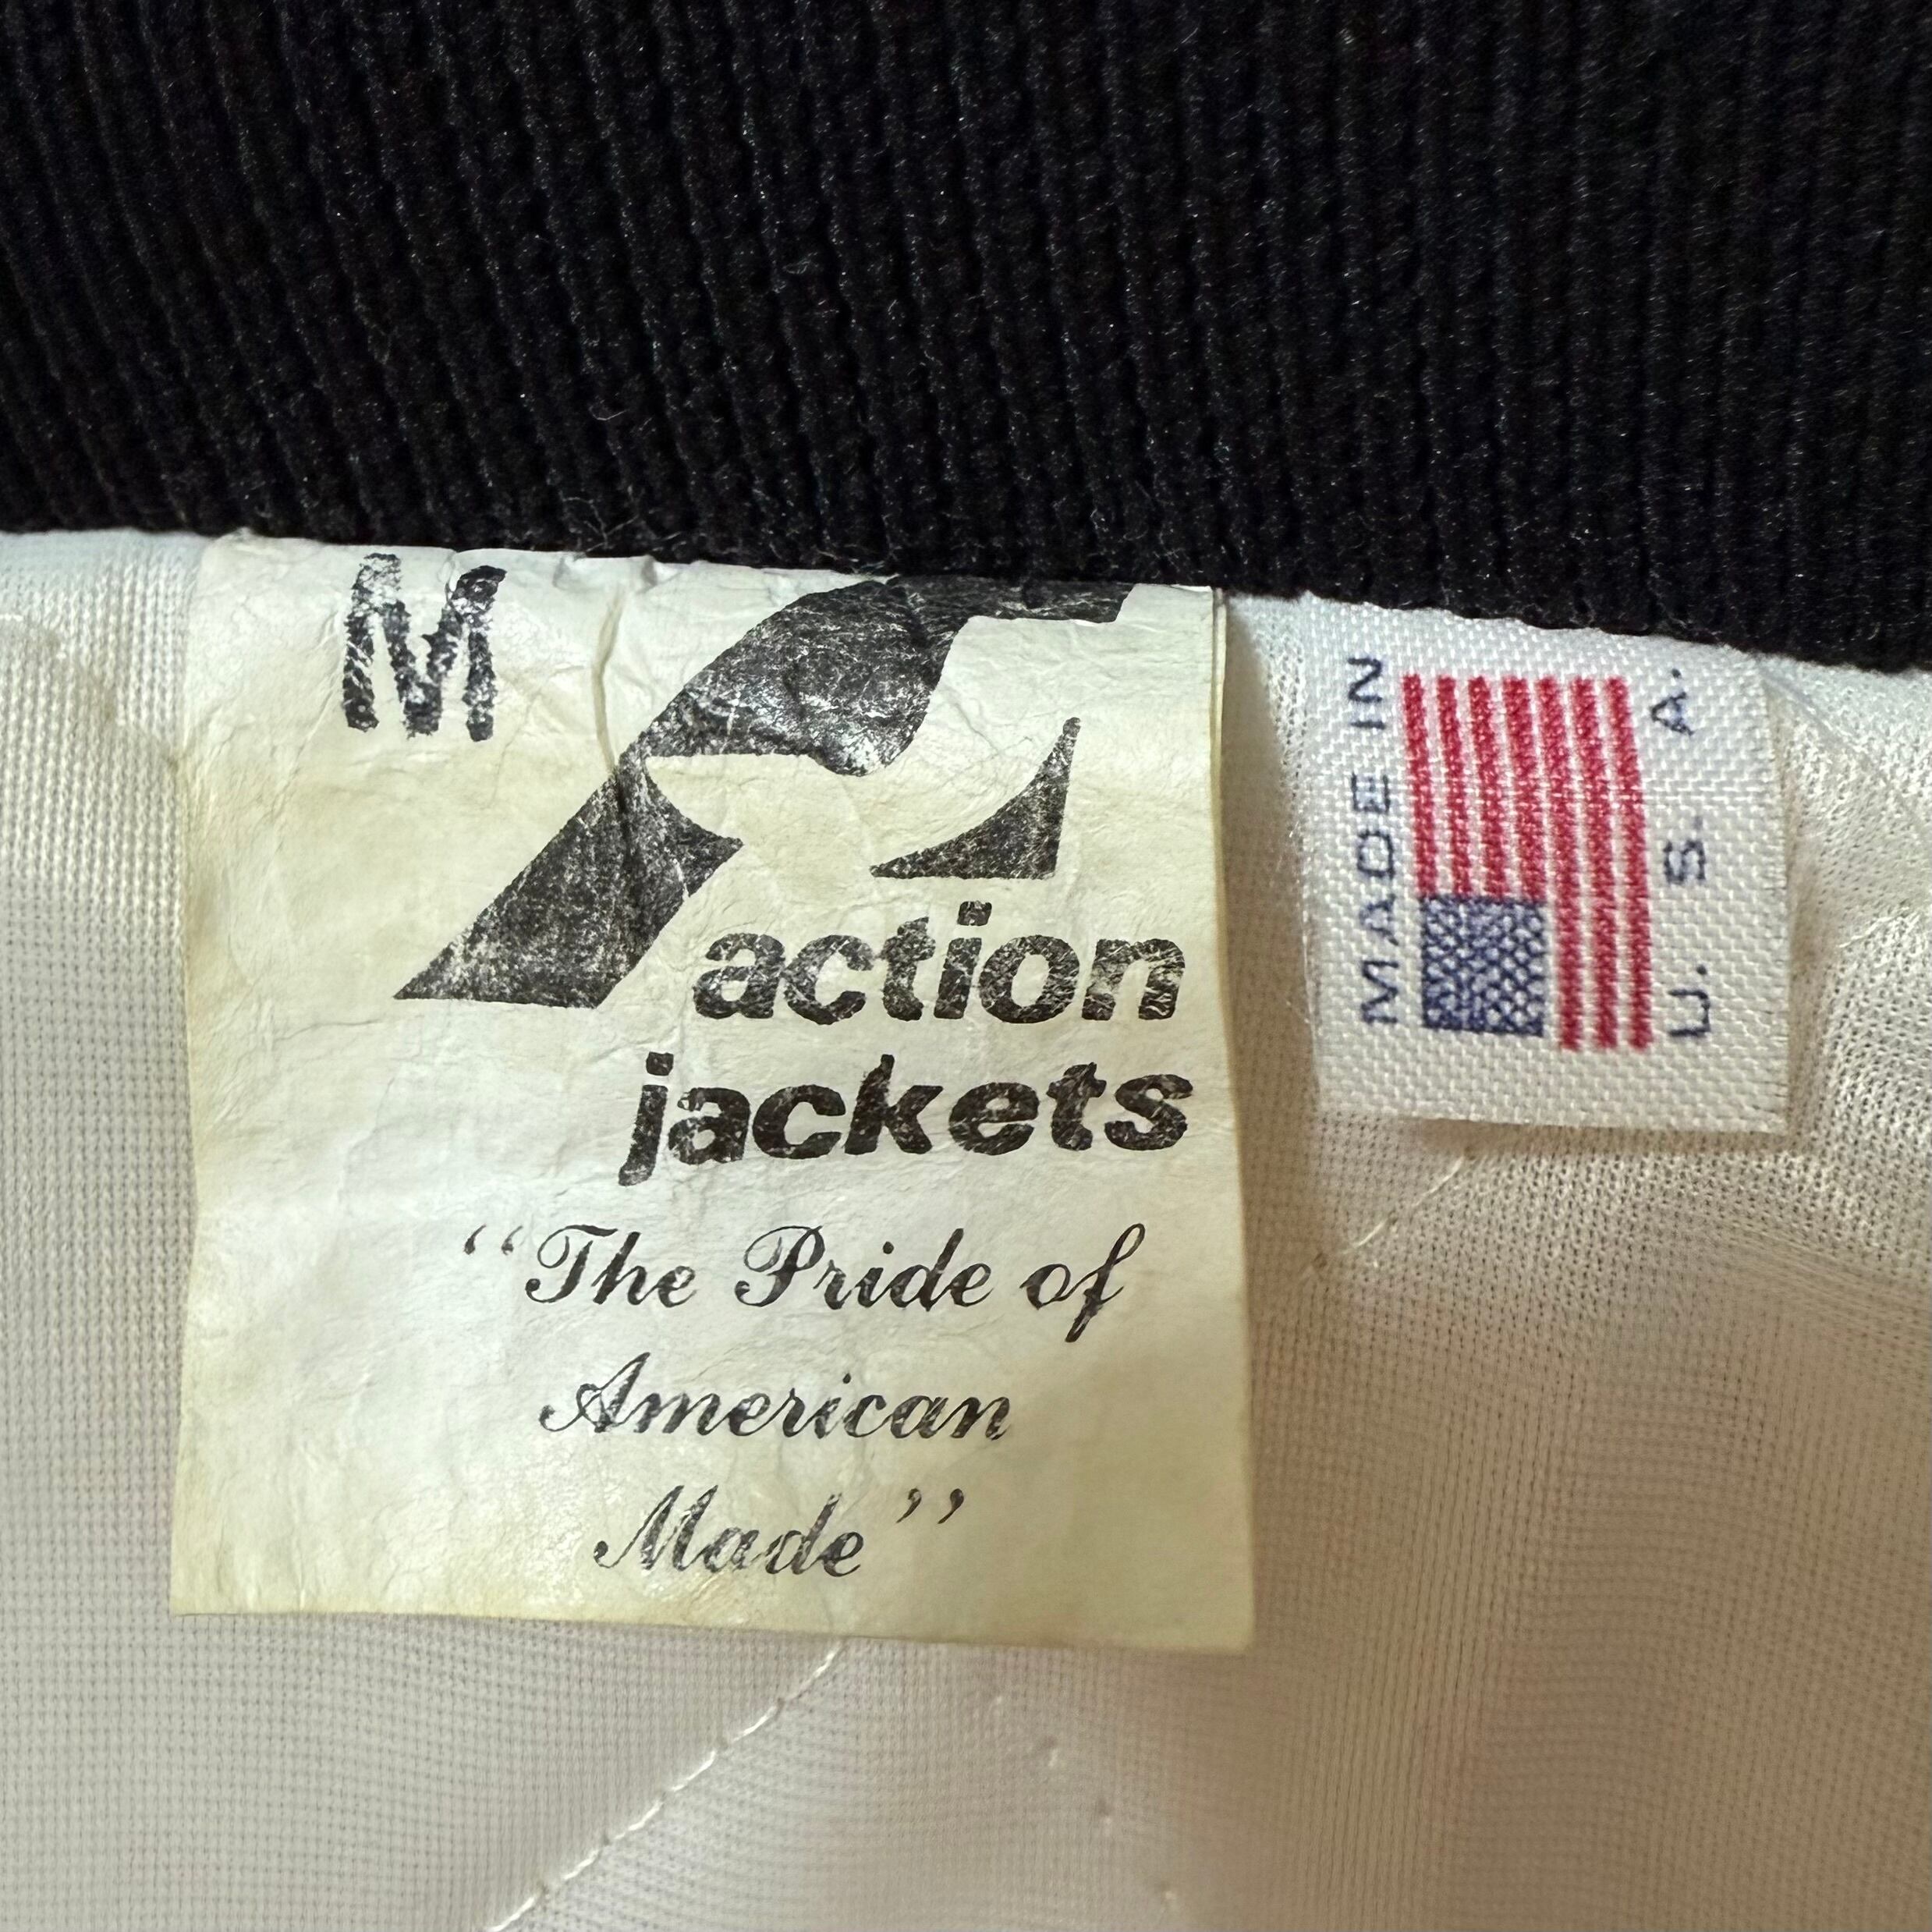 M
action
jackets
“The Pride of
American
Made”
MADE IN
U. S. A.